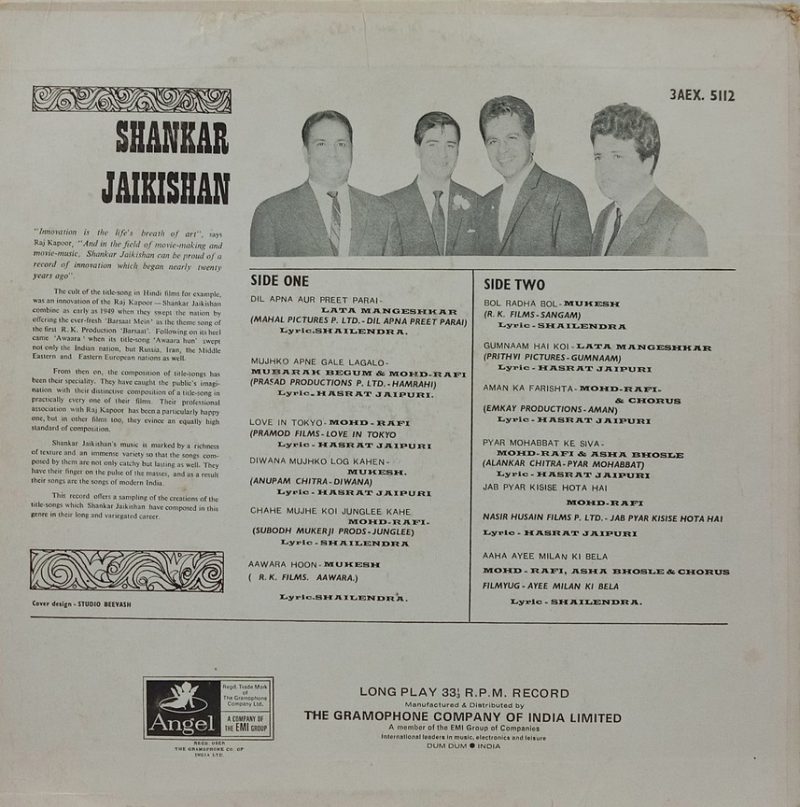 3AEX. 5112
SHANKAR
JAIKISHAN
"Innovation is the life's breath of art", says
Raj Kapoor, "And in the field of movie-making and
movie-music, Shankar Jaikishan can be proud of a
record of innovation which began nearly twenty
years ago".
The cult of the title-song in Hindi films for example,
was an innovation of the Raj Kapoor — Shankar Jaikishan
combine as early as 1949 when they swept the nation by
offering the ever-fresh 'Barsaat Mein' as the theme song of
the first R. K. Production 'Barsaat'. Following on its heel
came 'Awaara' when its title-song 'Awaara hun' swept
not only the Indian nation, but Russia, Iran, the Middle
Eastern and Eastern European nations as well.
From then on, the composition of title-songs has
been their speciality. They have caught the public's imagi-
nation with their distinctive composition of a title-song in
practically every one of their films. Their professional
association with Raj Kapoor has been a particularly happy
one, but in other films too, they evince an equally high
standard of composition.
Shankar Jaikishan's music is marked by a richness
of texture and an immense variety so that the songs com-
posed by them are not only catchy but lasting as well. They
have their finger on the pulse of the masses, and as a result
their songs are the songs of modern India.
This record offers a sampling of the creations of the
title-songs which Shankar Jaikishan have composed in this
genre in their long and variegated career.
Cover design - STUDIO BEEVASH
SIDE ONE
DIL APNA AUR PREET PARAI-
LATA MANGESHKAR
(MAHAL PICTURES P. LTD. - DIL APNA PREET PARAI)
Lyric.SHAILENDRA.
MUJHKO APNE GALE LAGALO-
MUBARAK BEGUM & MOHD-RAFI
(PRASAD PRODUCTIONS P. LTD. - HAMRAHI)
Lyric.-HASRAT JAIPURI.
LOVE IN TOKYO-MOHD-RAFI
(PRAMOD FILMS-LOVE IN TOKYO
Lyric - HASRAT JAIPURI
DIWANA MUJHKO LOG KAHEN-
MUKESH.
(ANUPAM CHITRA-DIWANA)
Lyric - HASRAT JAIPURI
CHAHE MUJHE KOI JUNGLEE KAHE
MOHD-RAFI-
(SUBODH MUKERJI PRODS-JUNGLEE)
Lyric - SHAILENDRA
AAWARA HOON-MUKESH
( R. K. FILMS. AAWARA.)
Lyric.SHAILENDRA.
SIDE TWO
BOL RADHA BOL-MUKESH
(R. K. FILMS-SANGAM)
Lyric - SHAILENDRA
GUMNAAM HAI KOI-LATA MANGESHKAR
(PRITHVI PICTURES-GUMNAAM)
Lyric - HASRAT JAIPURI
AMAN KA FARISHTA-MOHD-RAFI-
& CHORUS
(EMKAY PRODUCTIONS-AMAN)
Lyric - HASRAT JAIPURI
PYAR MOHABBAT KE SIVA-
MOHD-RAFI & ASHA BHOSLE
(ALANKAR CHITRA-PYAR MOHABBAT)
Lyric - HASRAT JAIPURI
JAB PYAR KISISE HOTA HAI
MOHD-RAFI
NASIR HUSAIN FILMS P. LTD. - JAB PYAR KISISE HOTA HAI
Lyric - HASRAT JAIPURI
AAHA AYEE MILAN KI BELA
MOHD - RAFI, ASHA BHOSLE & CHORUS
FILMYUG - AYEE MILAN KI BELA
Lyric - SHAILENDRA.
Angel
Regd. Trade Mark
of
The Gramophone
Company Ltd.
A COMPANY OF
THE EMI GROUP
REGD. USER
THE GRAMOPHONE CO. OF
INDIA LTD.
LONG PLAY 33⅓ R.P.M. RECORD
Manufactured & Distributed by
THE GRAMOPHONE COMPANY OF INDIA LIMITED
A member of the EMI Group of Companies
International leaders in music, electronics and leisure
DUM DUM ● INDIA